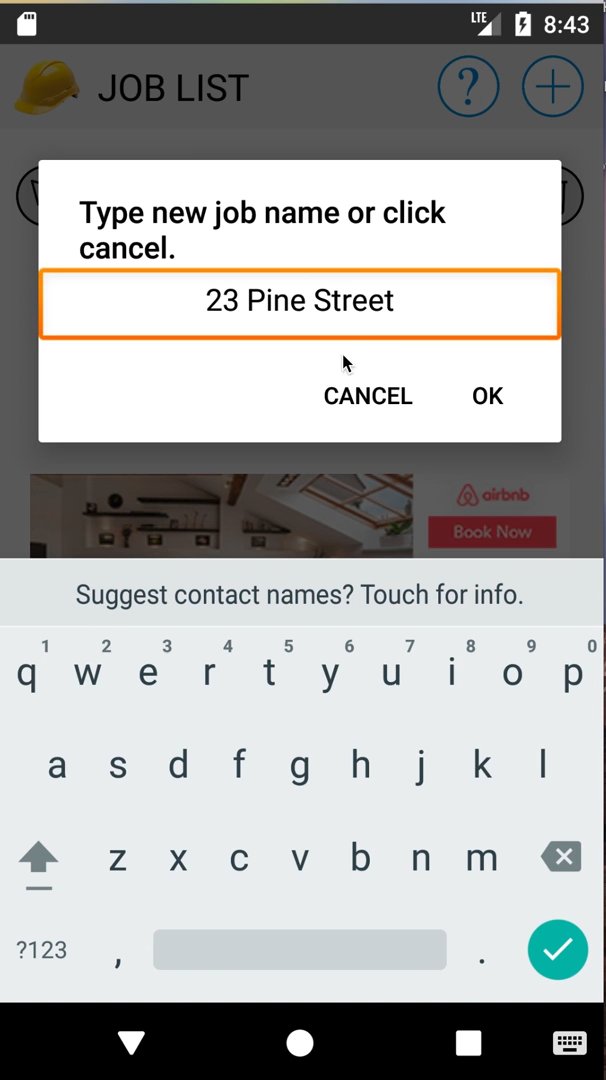 LTE 8:43
JOB LIST ?
Type new job name or click
cancel.
23 Pine Street
CANCEL OK
airbnb
Book Now
Suggest contact names? Touch for info.
1 2 3 4 5 6 7 8 9 0
q w e r t y u i o p
a s d f g h j k l
z x c v b n m
?123 , .